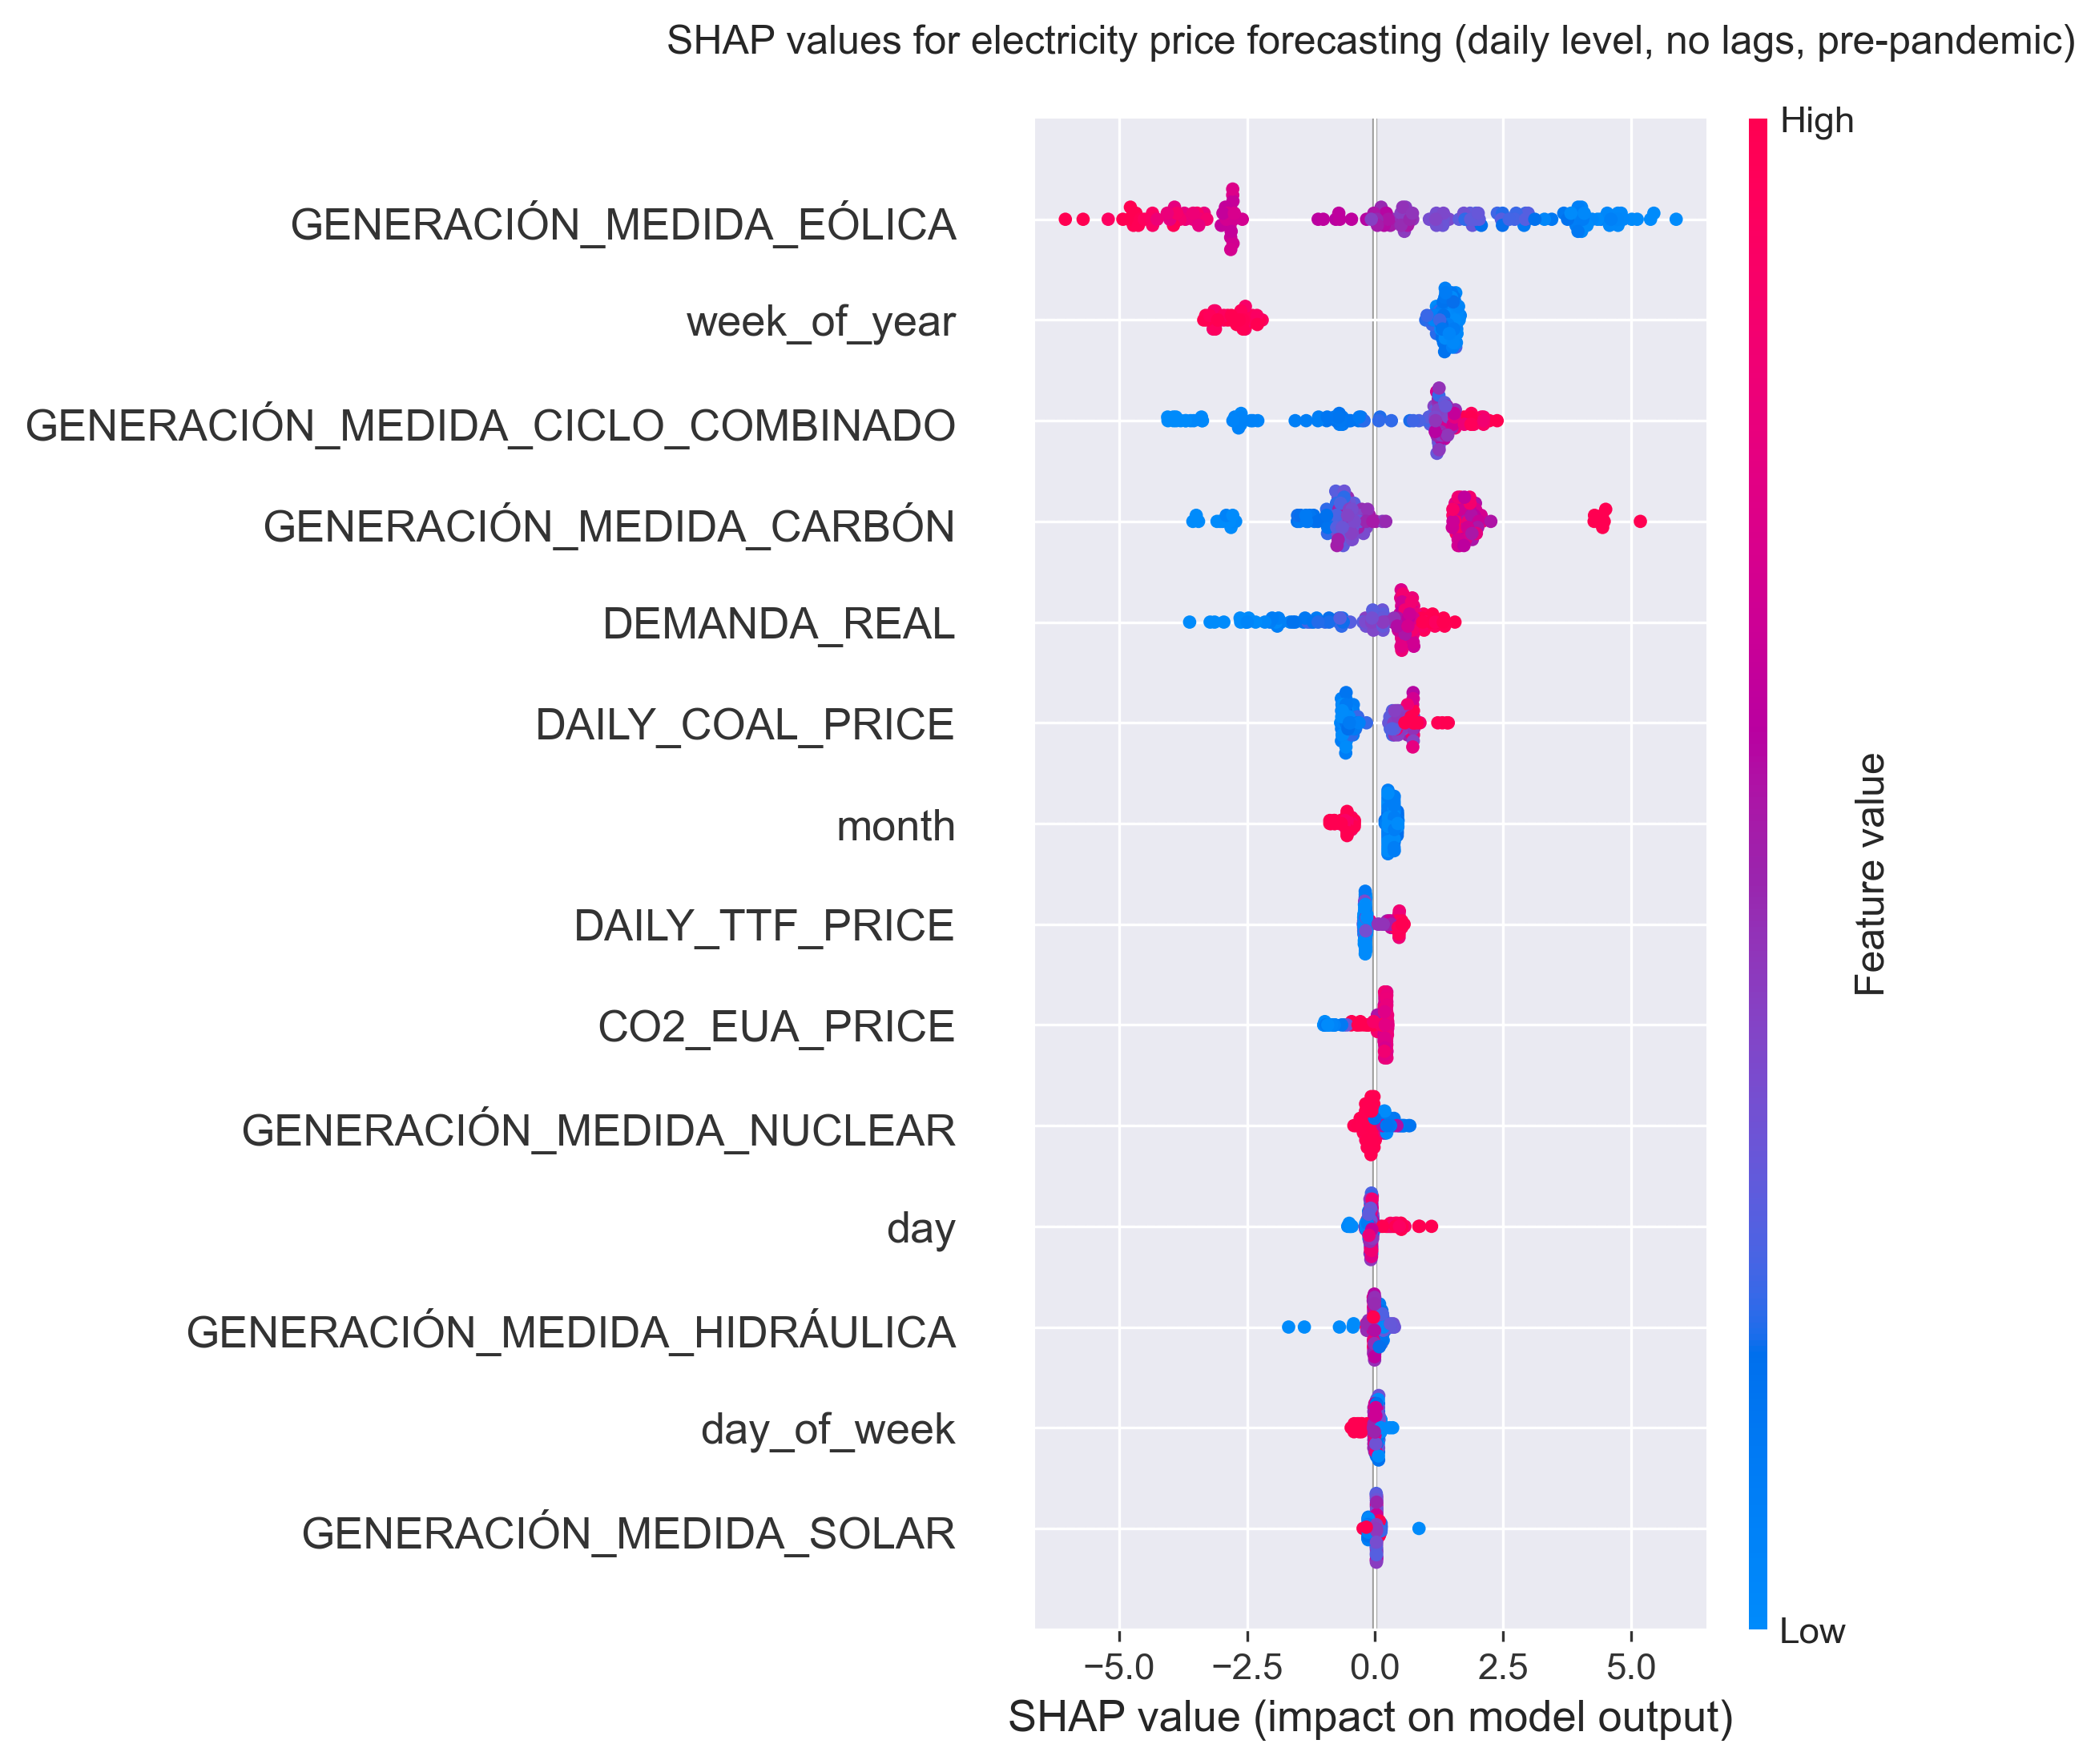 SHAP values for electricity price forecasting (daily level, no lags, pre-pandemic)
High
GENERACIÓN_MEDIDA_EÓLICA
week_of_year
GENERACIÓN_MEDIDA_CICLO_COMBINADO
GENERACIÓN_MEDIDA_CARBÓN
DEMANDA_REAL
DAILY_COAL_PRICE
month
DAILY_TTF_PRICE
CO2_EUA_PRICE
GENERACIÓN_MEDIDA_NUCLEAR
day
GENERACIÓN_MEDIDA_HIDRÁULICA
day_of_week
GENERACIÓN_MEDIDA_SOLAR
Feature value
Low
−5.0 −2.5 0.0 2.5 5.0
SHAP value (impact on model output)